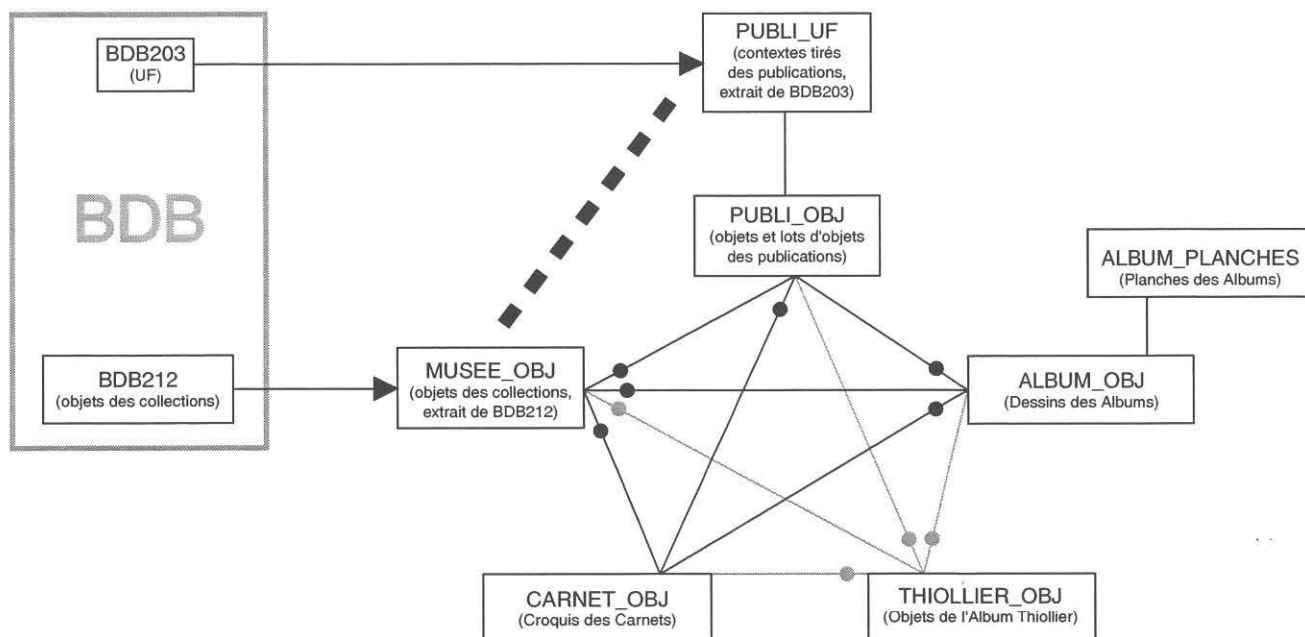 BDB203
(UF)
PUBLI_UF
(contextes tirés
des publications,
extrait de BDB203)
BDB
PUBLI_OBJ
(objets et lots d'objets
des publications)
ALBUM_PLANCHES
(Planches des Albums)
BDB212
(objets des collections)
MUSEE_OBJ
(objets des collections,
extrait de BDB212)
ALBUM_OBJ
(Dessins des Albums)
CARNET_OBJ
(Croquis des Carnets)
THIOLLIER_OBJ
(Objets de l'Album Thiollier)